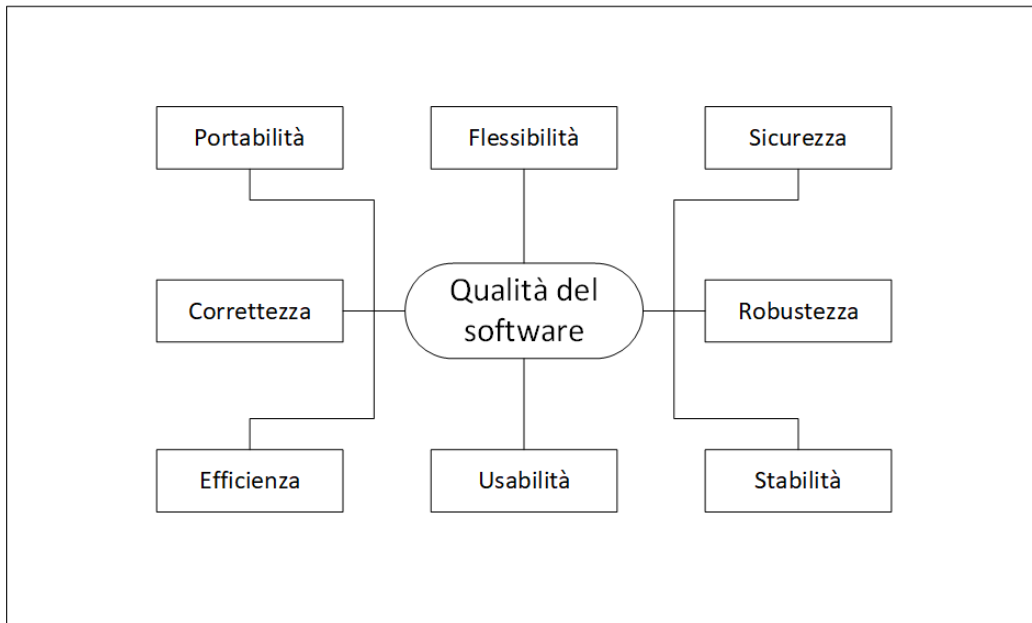 Portabilità
Flessibilità
Sicurezza
Correttezza
Qualità del
software
Robustezza
Efficienza
Usabilità
Stabilità